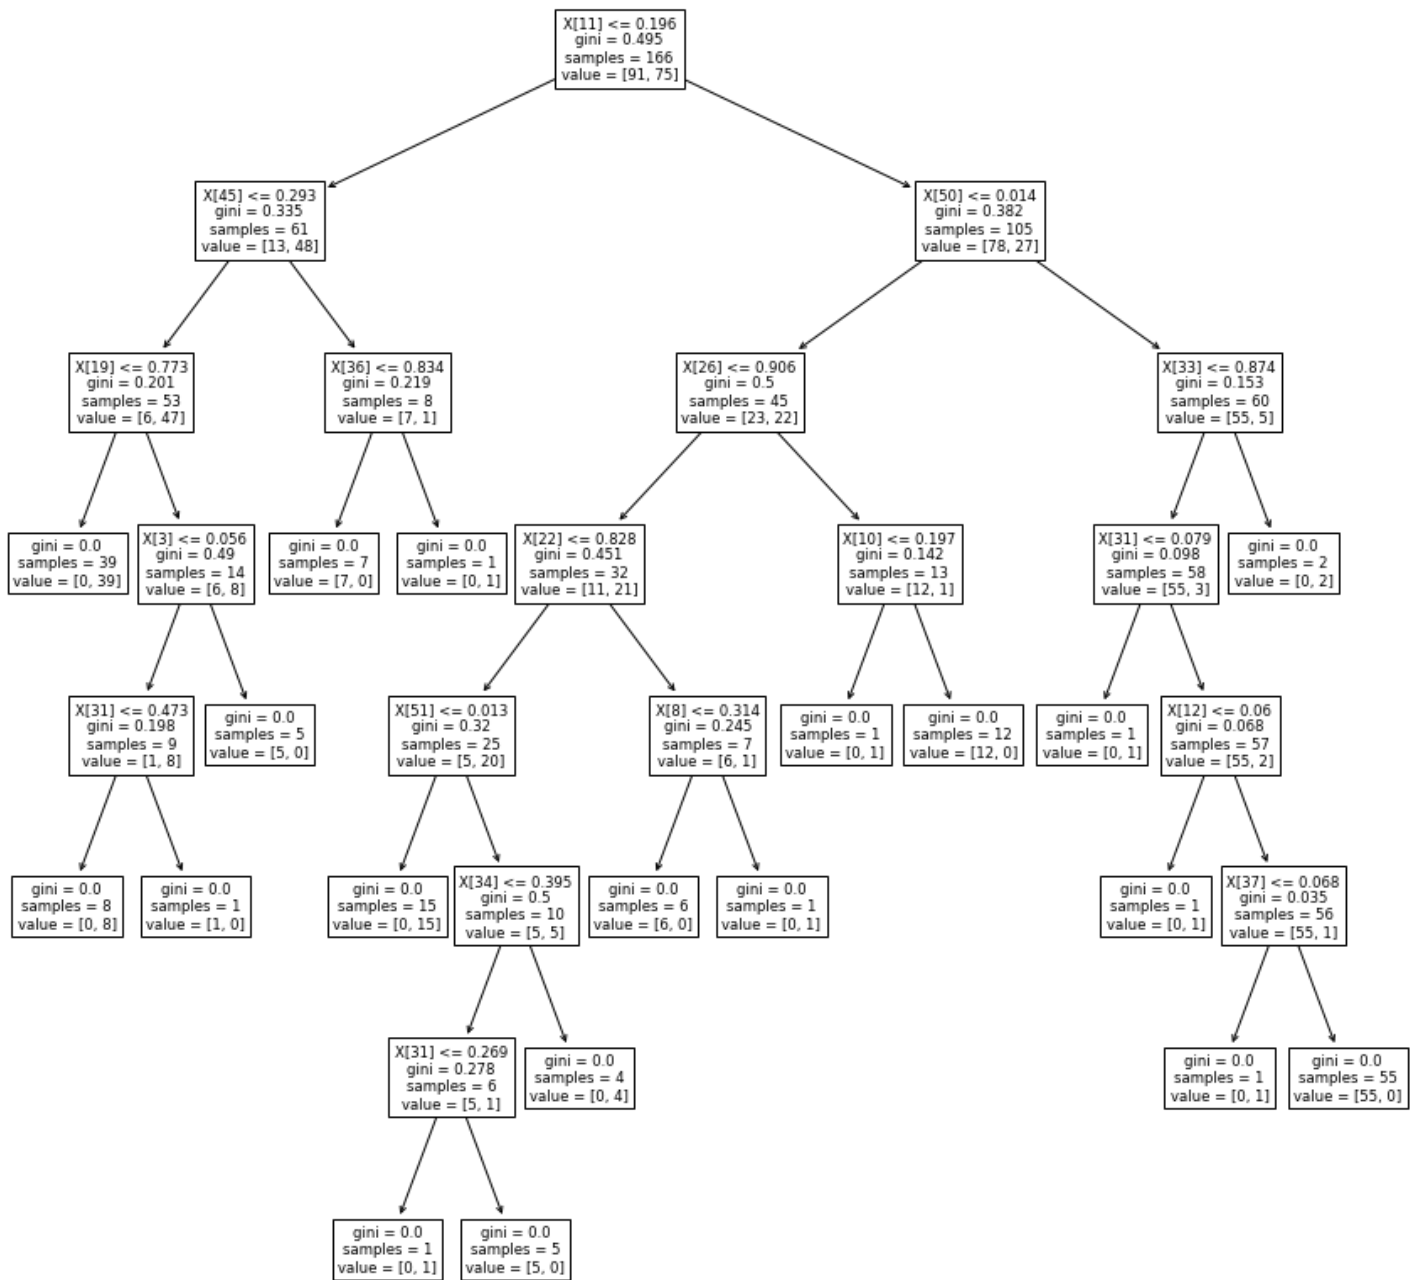 X[11] <= 0.196
gini = 0.495
samples = 166
value = [91, 75]
X[45] <= 0.293
gini = 0.335
samples = 61
value = [13, 48]
X[50] <= 0.014
gini = 0.382
samples = 105
value = [78, 27]
X[19] <= 0.773
gini = 0.201
samples = 53
value = [6, 47]
X[36] <= 0.834
gini = 0.219
samples = 8
value = [7, 1]
X[26] <= 0.906
gini = 0.5
samples = 45
value = [23, 22]
X[33] <= 0.874
gini = 0.153
samples = 60
value = [55, 5]
gini = 0.0
samples = 39
value = [0, 39]
X[3] <= 0.056
gini = 0.49
samples = 14
value = [6, 8]
gini = 0.0
samples = 7
value = [7, 0]
gini = 0.0
samples = 1
value = [0, 1]
X[22] <= 0.828
gini = 0.451
samples = 32
value = [11, 21]
X[10] <= 0.197
gini = 0.142
samples = 13
value = [12, 1]
X[31] <= 0.079
gini = 0.098
samples = 58
value = [55, 3]
gini = 0.0
samples = 2
value = [0, 2]
X[31] <= 0.473
gini = 0.198
samples = 9
value = [1, 8]
gini = 0.0
samples = 5
value = [5, 0]
X[51] <= 0.013
gini = 0.32
samples = 25
value = [5, 20]
X[8] <= 0.314
gini = 0.245
samples = 7
value = [6, 1]
gini = 0.0
samples = 1
value = [0, 1]
gini = 0.0
samples = 12
value = [12, 0]
gini = 0.0
samples = 1
value = [0, 1]
X[12] <= 0.06
gini = 0.068
samples = 57
value = [55, 2]
gini = 0.0
samples = 8
value = [0, 8]
gini = 0.0
samples = 1
value = [1, 0]
gini = 0.0
samples = 15
value = [0, 15]
X[34] <= 0.395
gini = 0.5
samples = 10
value = [5, 5]
gini = 0.0
samples = 6
value = [6, 0]
gini = 0.0
samples = 1
value = [0, 1]
gini = 0.0
samples = 1
value = [0, 1]
X[37] <= 0.068
gini = 0.035
samples = 56
value = [55, 1]
X[31] <= 0.269
gini = 0.278
samples = 6
value = [5, 1]
gini = 0.0
samples = 4
value = [0, 4]
gini = 0.0
samples = 1
value = [0, 1]
gini = 0.0
samples = 55
value = [55, 0]
gini = 0.0
samples = 1
value = [0, 1]
gini = 0.0
samples = 5
value = [5, 0]